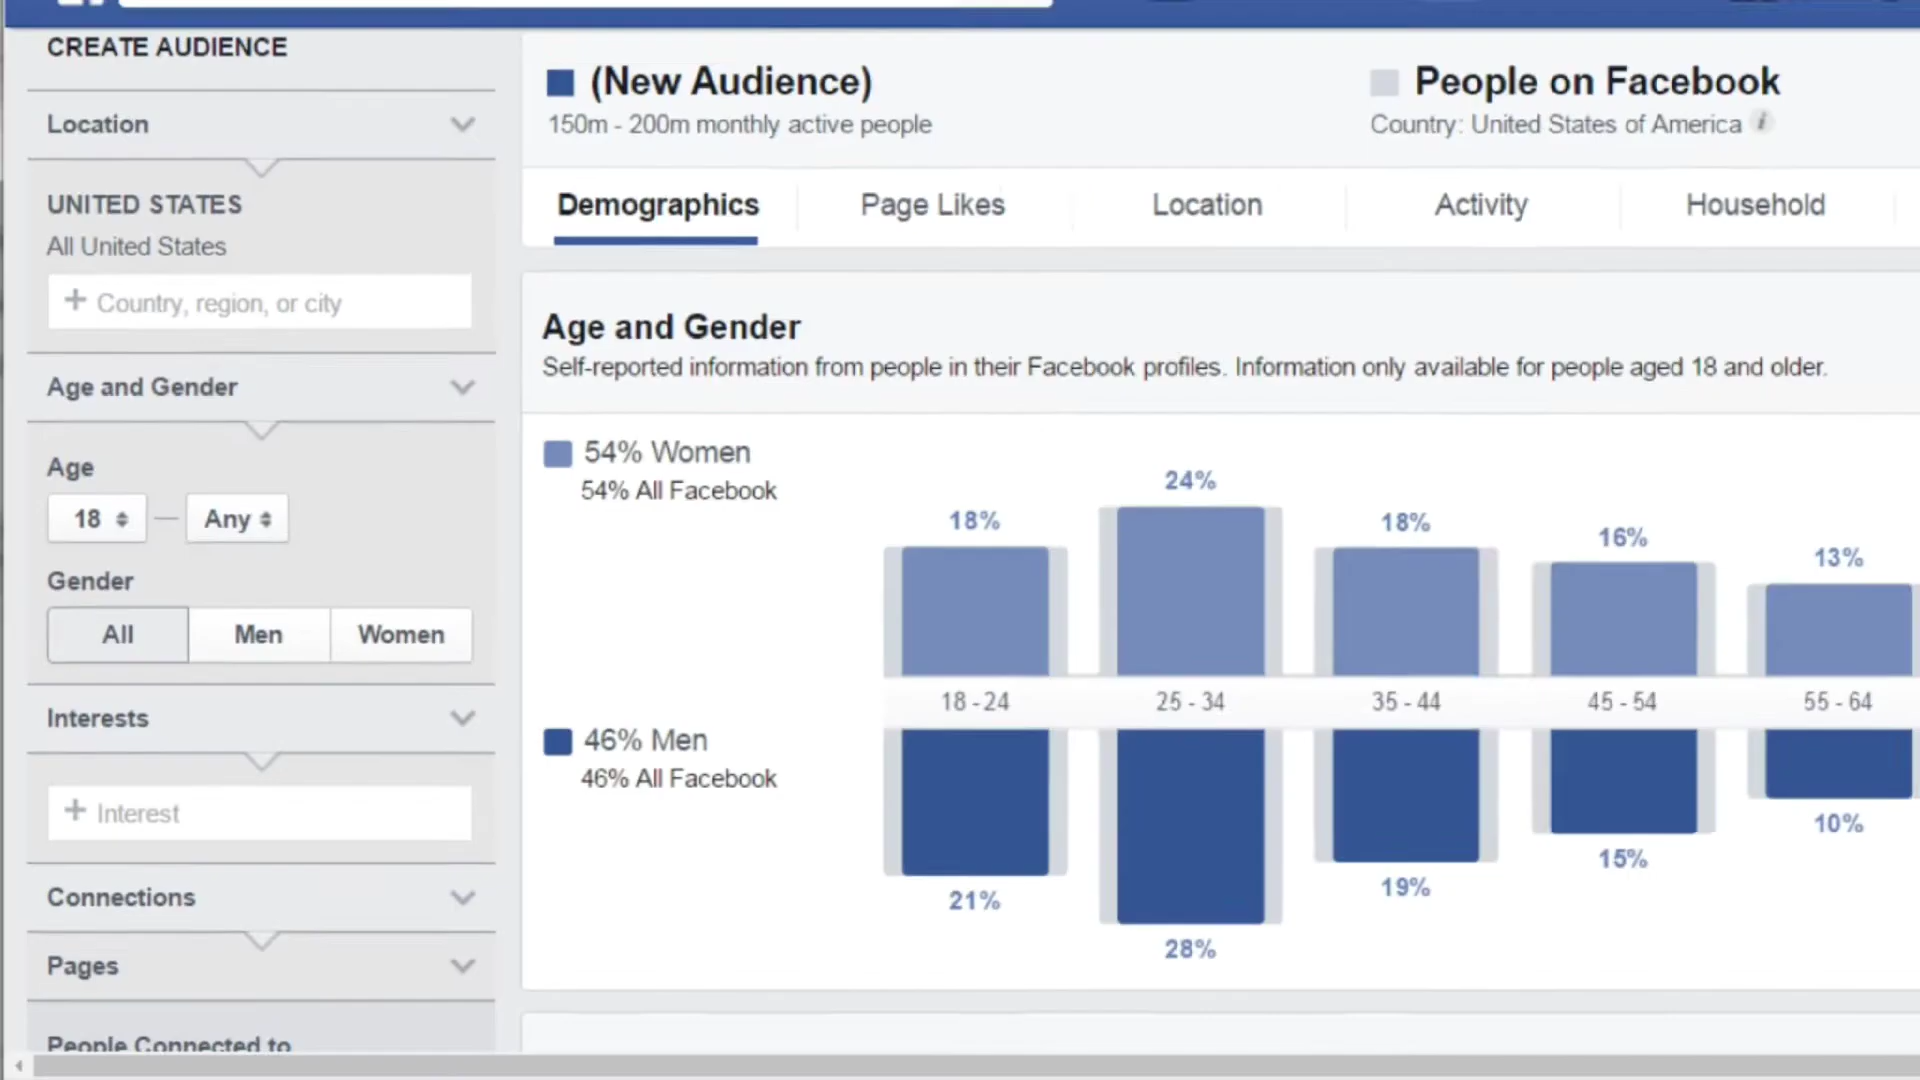 CREATE AUDIENCE
Location
UNITED STATES
All United States
+ Country, region, or city
Age and Gender
Age
18 — Any
Gender
All Men Women
Interests
+ Interest
Connections
Pages
People Connected to
(New Audience)
150m - 200m monthly active people
People on Facebook
Country: United States of America i
Demographics Page Likes Location Activity Household
Age and Gender
Self-reported information from people in their Facebook profiles. Information only available for people aged 18 and older.
54% Women
54% All Facebook
18% 24% 18% 16% 13%
18 - 24 25 - 34 35 - 44 45 - 54 55 - 64
46% Men
46% All Facebook
21% 28% 19% 15% 10%